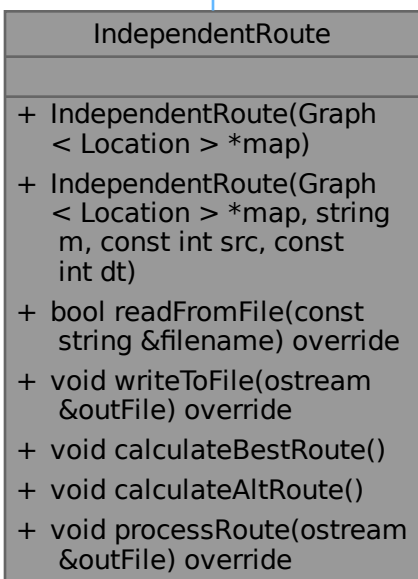 IndependentRoute
+ IndependentRoute(Graph
< Location > *map)
+ IndependentRoute(Graph
< Location > *map, string
m, const int src, const
int dt)
+ bool readFromFile(const
string &filename) override
+ void writeToFile(ostream
&outFile) override
+ void calculateBestRoute()
+ void calculateAltRoute()
+ void processRoute(ostream
&outFile) override